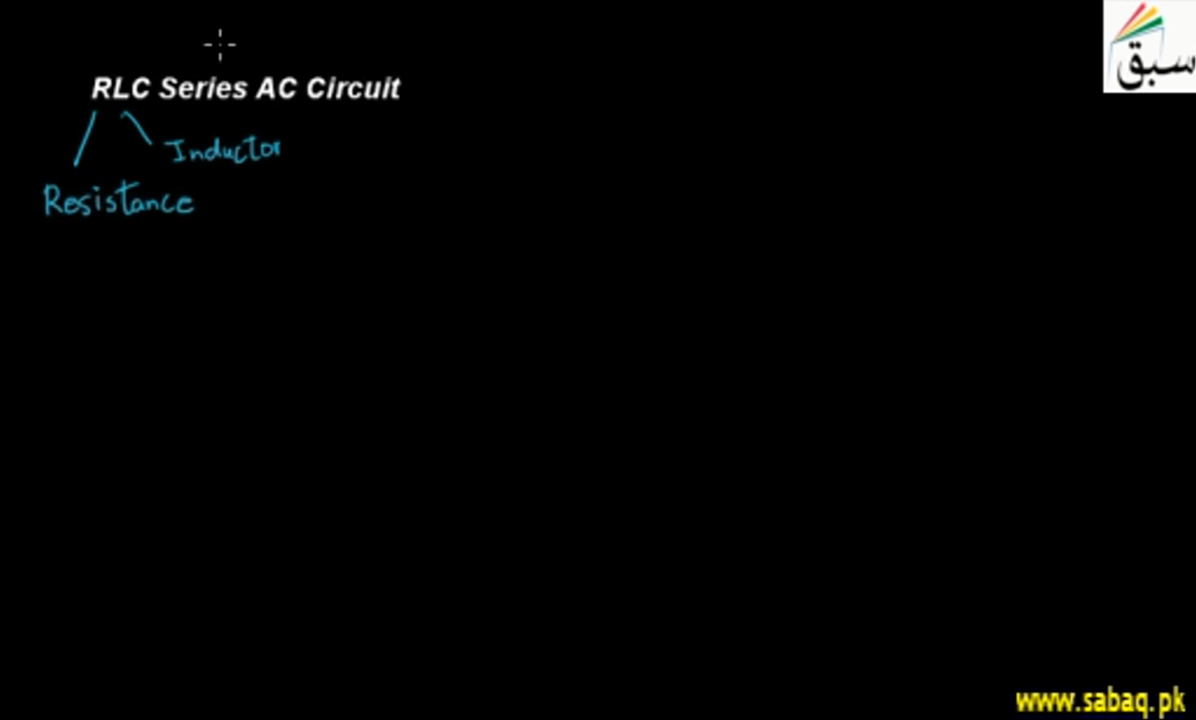 سبق
RLC Series AC Circuit
Inductor
Resistance
www.sabaq.pk